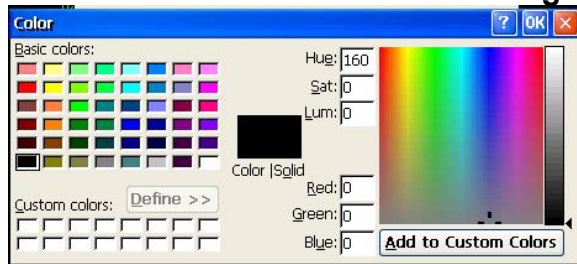 Color ? OK ×
Basic colors:
Hue: 160
Sat: 0
Lum: 0
Color |Solid
Red: 0
Custom colors: Define >>
Green: 0
Blue: 0 Add to Custom Colors